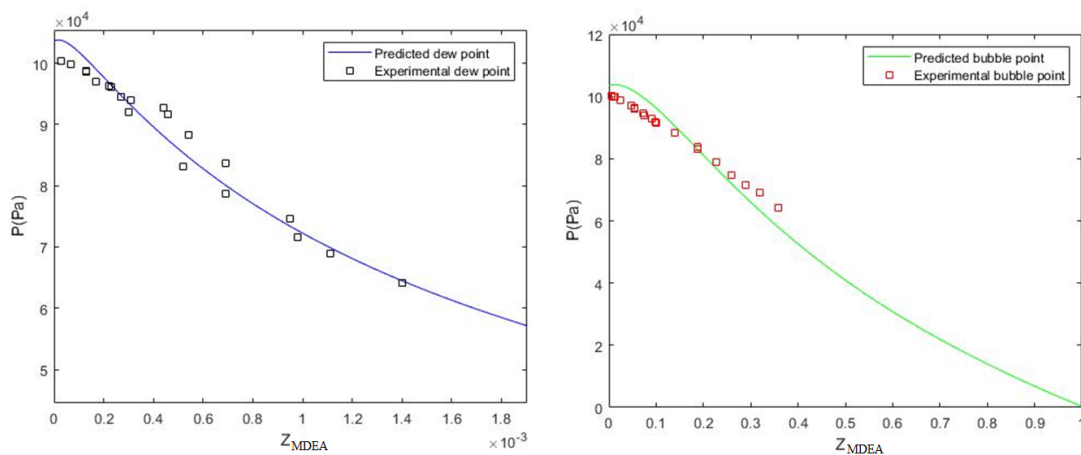 ×10⁴
10
9
8
7
6
5
P(Pa)
0 0.2 0.4 0.6 0.8 1 1.2 1.4 1.6 1.8
×10⁻³
Z_MDEA
Predicted dew point
Experimental dew point
×10⁴
12
10
8
6
4
2
0
P(Pa)
0 0.1 0.2 0.3 0.4 0.5 0.6 0.7 0.8 0.9 1
Z_MDEA
Predicted bubble point
Experimental bubble point